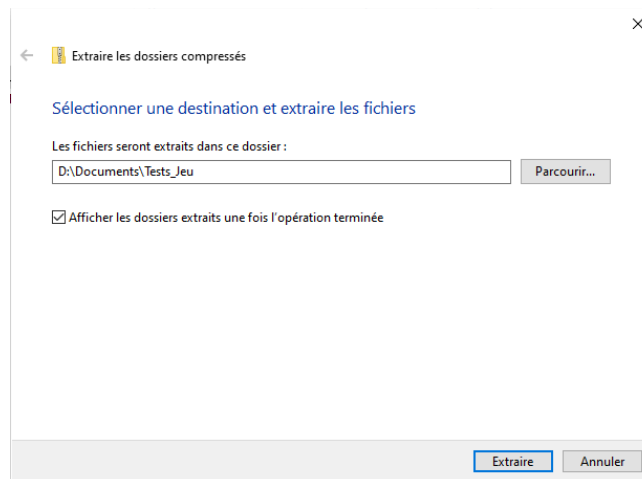 Extraire les dossiers compressés
Sélectionner une destination et extraire les fichiers
Les fichiers seront extraits dans ce dossier :
D:\Documents\Tests_Jeu
Parcourir...
Afficher les dossiers extraits une fois l'opération terminée
Extraire
Annuler